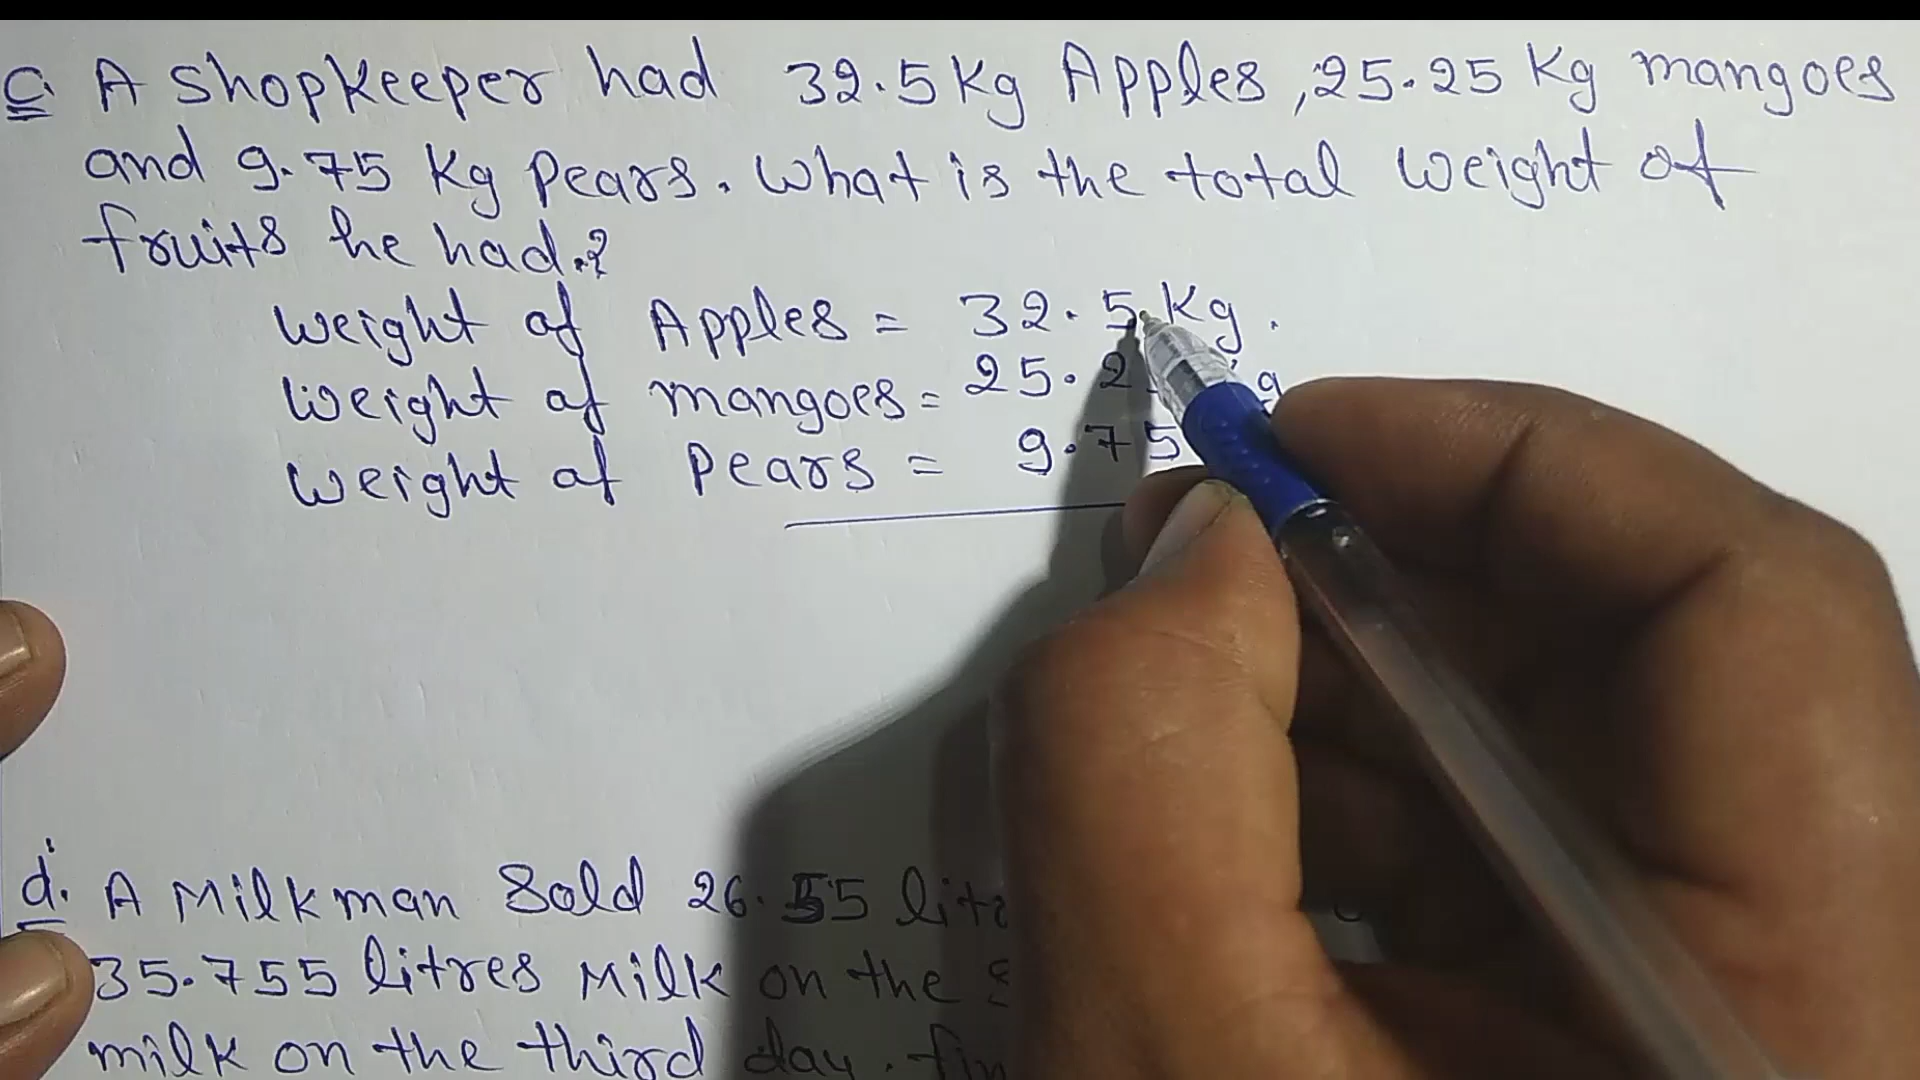 c. A Shopkeeper had 32.5 Kg Apples, 25.25 Kg mangoes
and 9.75 Kg Pears. What is the total Weight of
fruits he had.?
Weight of Apples = 32.5 Kg.
Weight of mangoes = 25.2
Weight of Pears = 9.75
d. A Milkman Sold 26.55
35.755 litres Milk on the
milk on the third day.